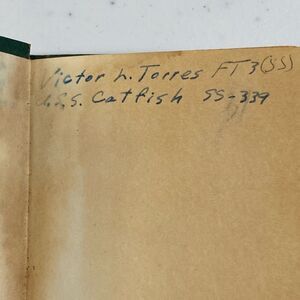 Victor L. Torres FT3(SS)
U.S.S. Catfish SS-339